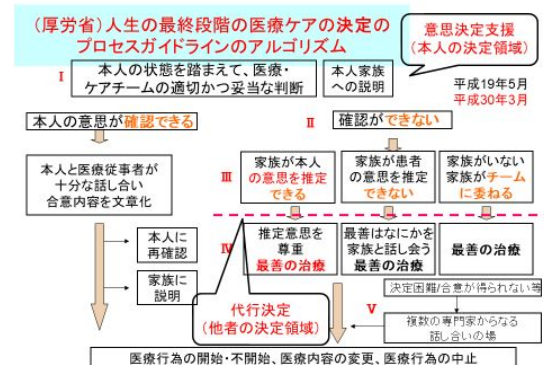 （厚労省）人生の最終段階の医療ケアの決定の
プロセスガイドラインのアルゴリズム
意思決定支援
（本人の決定領域）
Ⅰ
本人の状態を踏まえて、医療・
ケアチームの適切かつ妥当な判断
本人家族
への説明
平成19年5月
平成30年3月
本人の意思が確認できる
Ⅱ
確認ができない
本人と医療従事者が
十分な話し合い
合意内容を文章化
Ⅲ
家族が本人
の意思を推定
できる
家族が患者
の意思を推定
できない
家族がいない
家族がチーム
に委ねる
本人に
再確認
家族に
説明
Ⅳ
推定意思を
尊重
最善の治療
最善はなにかを
家族と話し合う
最善の治療
最善の治療
代行決定
（他者の決定領域）
決定困難/合意が得られない等
Ⅴ
複数の専門家からなる
話し合いの場
医療行為の開始・不開始、医療内容の変更、医療行為の中止